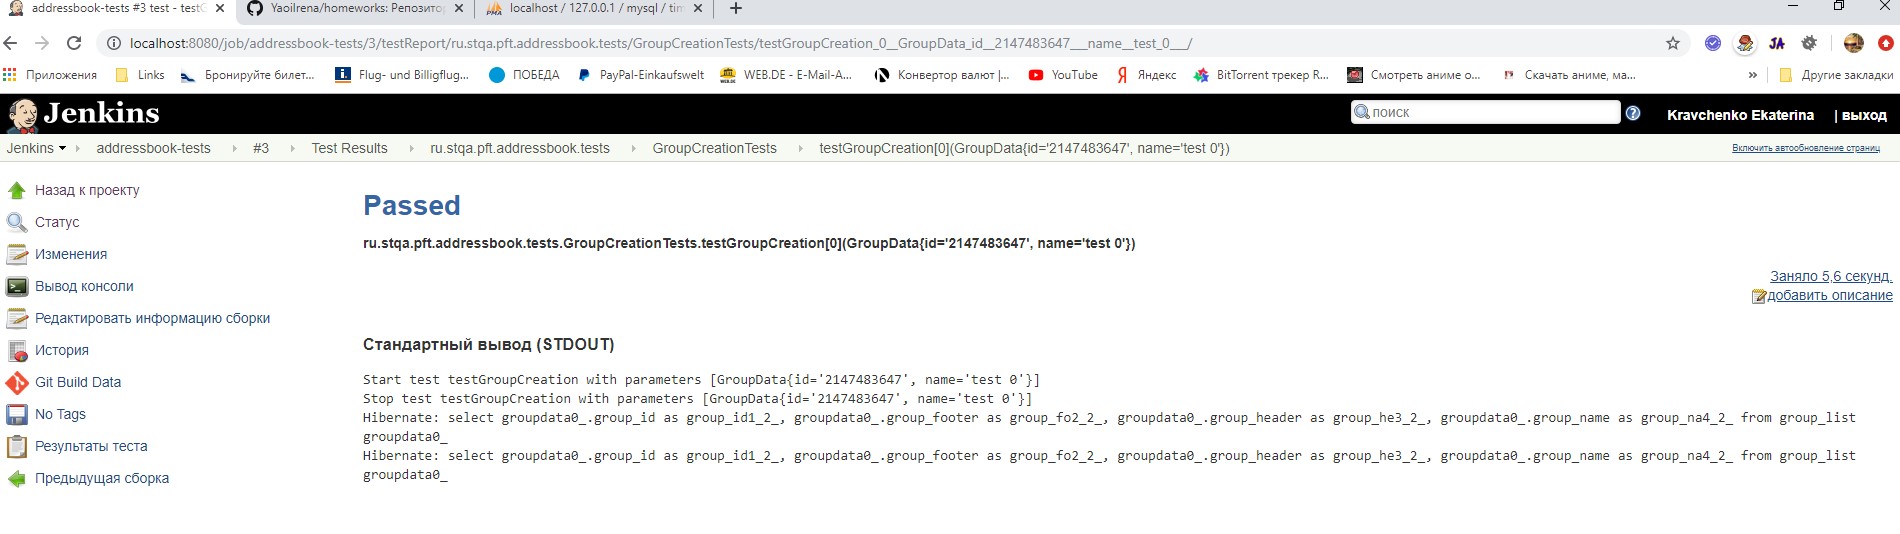 addressbook-tests #3 test - testG
YaoiIrena/homeworks: Репозитор
localhost / 127.0.0.1 / mysql / tim
localhost:8080/job/addressbook-tests/3/testReport/ru.stqa.pft.addressbook.tests/GroupCreationTests/testGroupCreation_0__GroupData_id__2147483647___name__test_0___/
Приложения Links Бронируйте билет... Flug- und Billigflug... ПОБЕДА PayPal-Einkaufswelt WEB.DE - E-Mail-A... Конвертор валют |... YouTube Яндекс BitTorrent трекер R... Смотреть аниме о... Скачать аниме, ма... » Другие закладки
Jenkins поиск Kravchenko Ekaterina | выход
Jenkins addressbook-tests #3 Test Results ru.stqa.pft.addressbook.tests GroupCreationTests testGroupCreation[0](GroupData{id='2147483647', name='test 0'}) Включить автообновление страниц
Назад к проекту
Статус
Изменения
Вывод консоли
Редактировать информацию сборки
История
Git Build Data
No Tags
Результаты теста
Предыдущая сборка
Passed
ru.stqa.pft.addressbook.tests.GroupCreationTests.testGroupCreation[0](GroupData{id='2147483647', name='test 0'})
Заняло 5,6 секунд.
добавить описание
Стандартный вывод (STDOUT)
Start test testGroupCreation with parameters [GroupData{id='2147483647', name='test 0'}]
Stop test testGroupCreation with parameters [GroupData{id='2147483647', name='test 0'}]
Hibernate: select groupdata0_.group_id as group_id1_2_, groupdata0_.group_footer as group_fo2_2_, groupdata0_.group_header as group_he3_2_, groupdata0_.group_name as group_na4_2_ from group_list
groupdata0_
Hibernate: select groupdata0_.group_id as group_id1_2_, groupdata0_.group_footer as group_fo2_2_, groupdata0_.group_header as group_he3_2_, groupdata0_.group_name as group_na4_2_ from group_list
groupdata0_